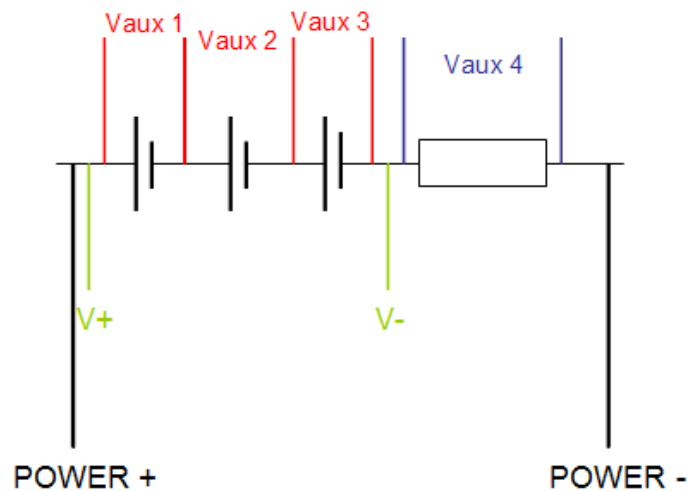 Vaux 1
Vaux 2
Vaux 3
Vaux 4
V+
V-
POWER +
POWER -